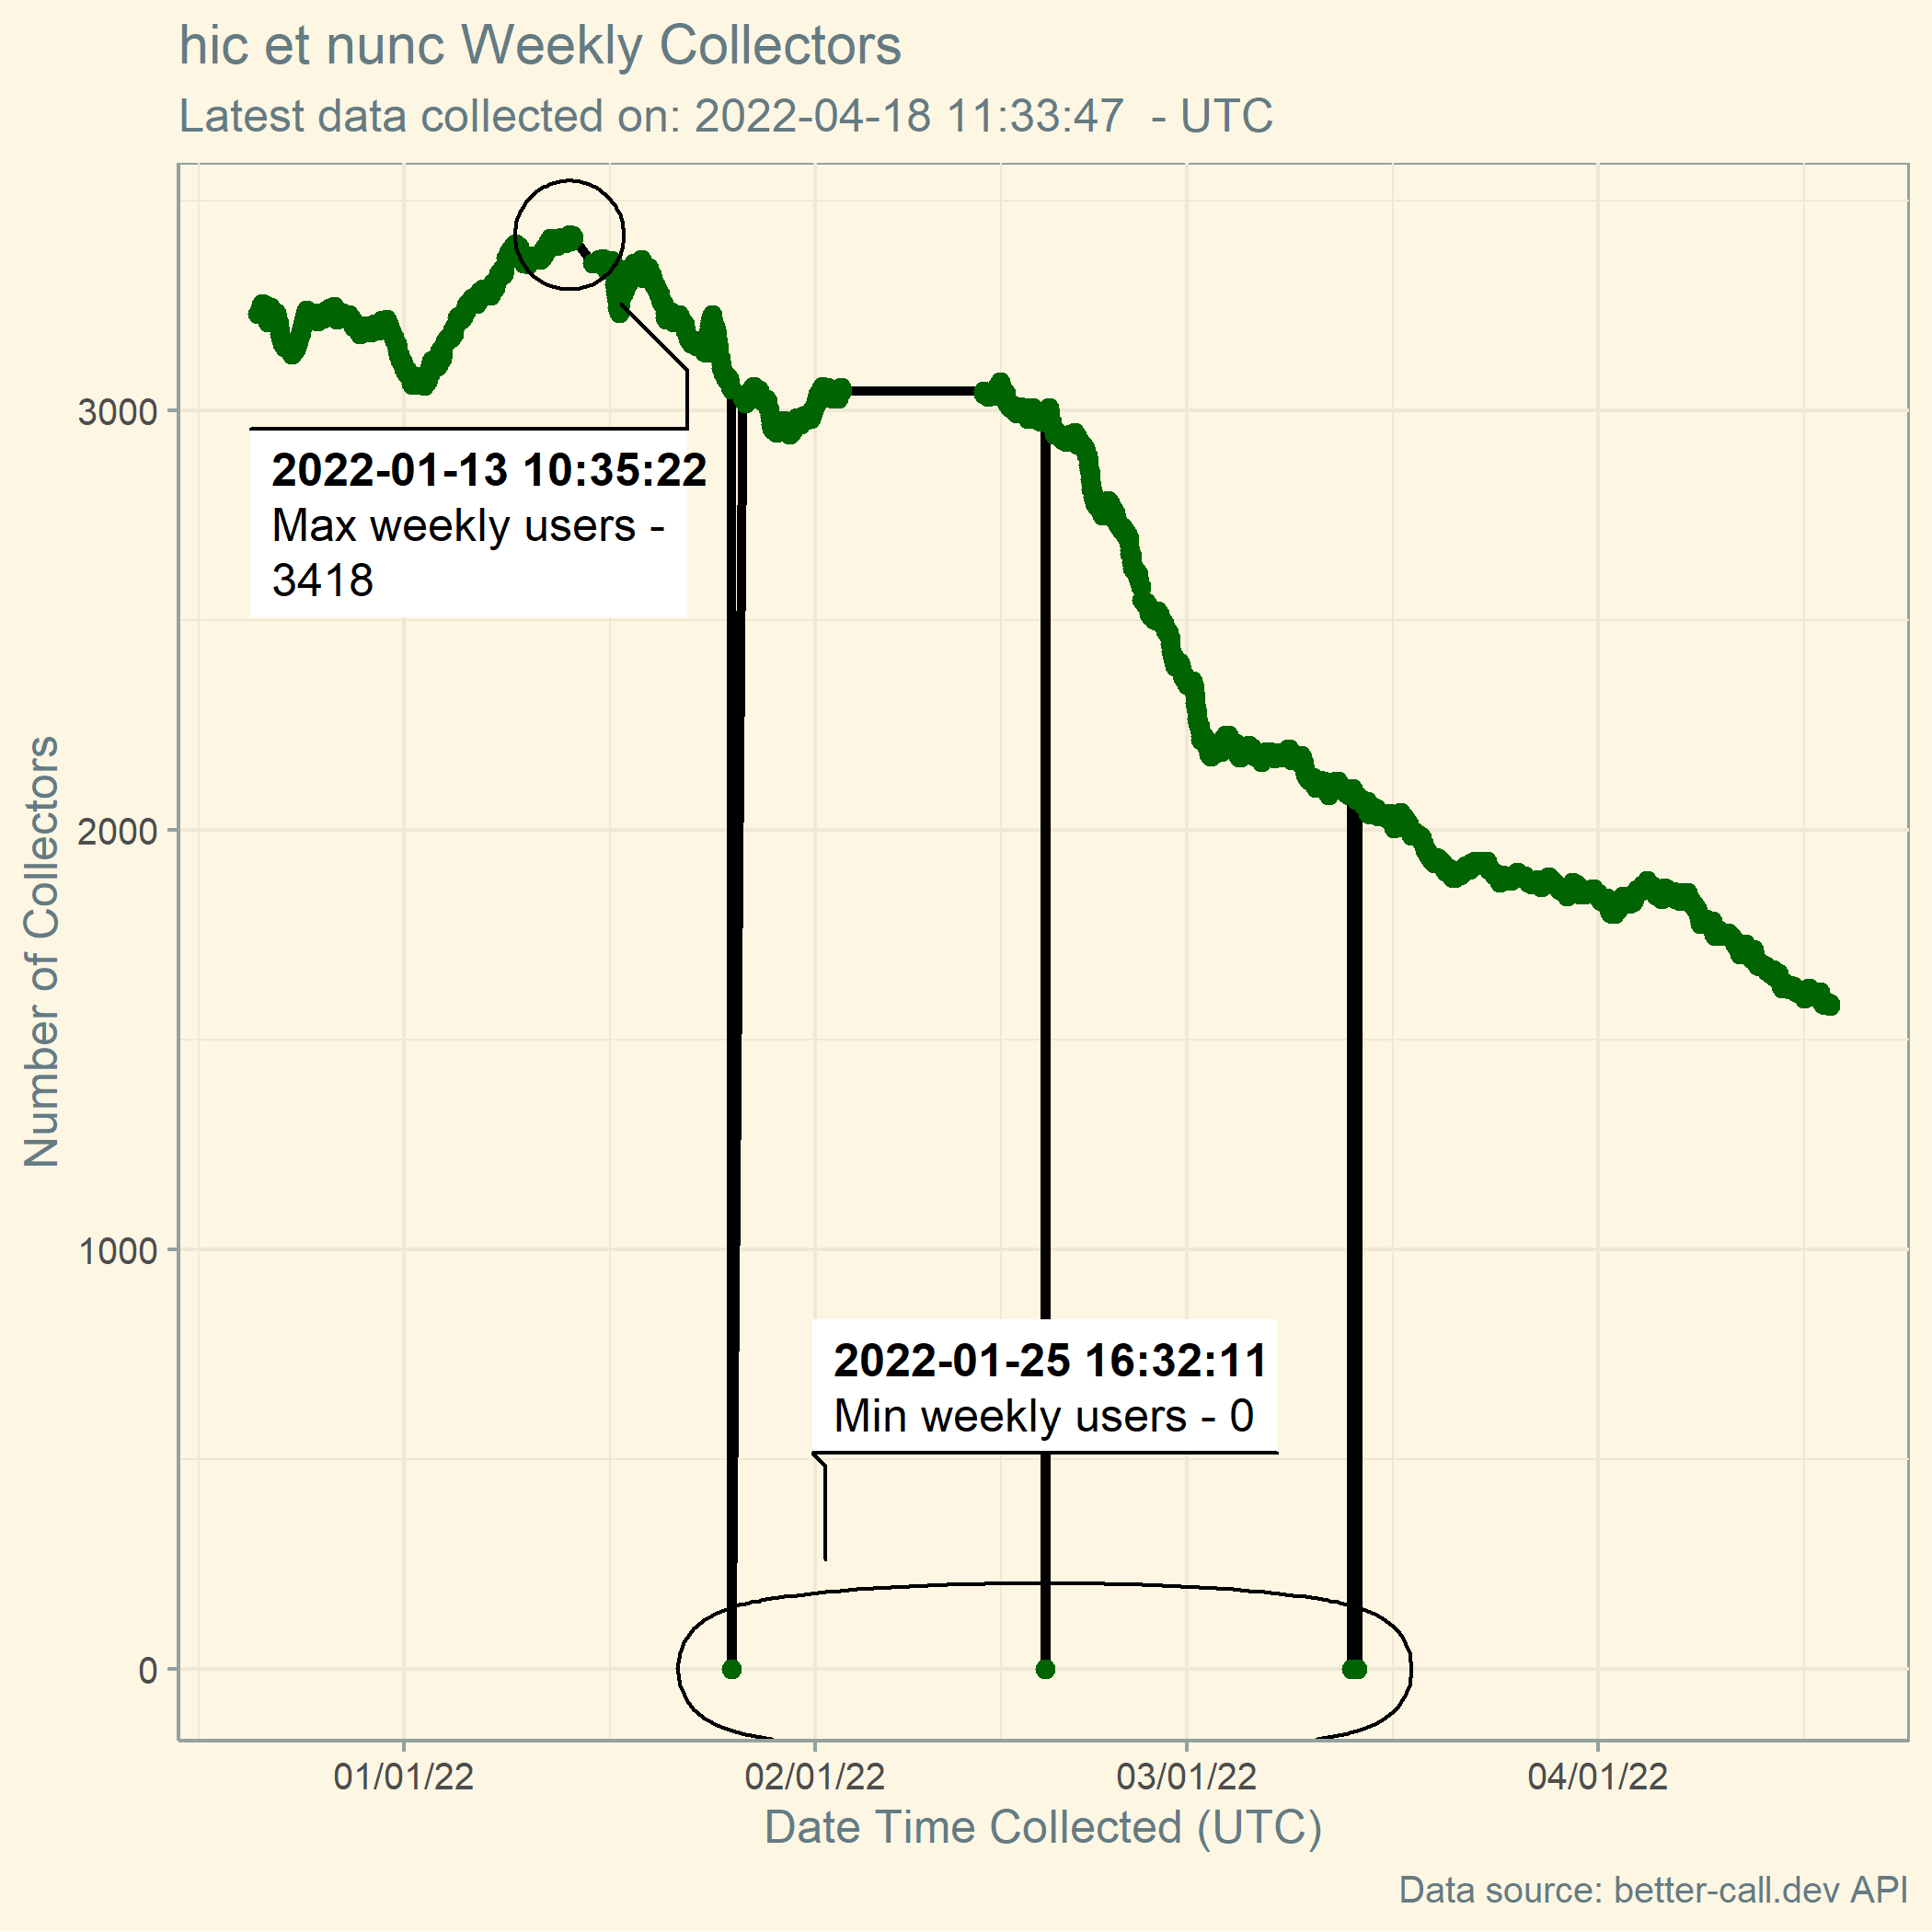 hic et nunc Weekly Collectors
Latest data collected on: 2022-04-18 11:33:47  - UTC
Number of Collectors
3000
2000
1000
0
2022-01-13 10:35:22
Max weekly users -
3418
2022-01-25 16:32:11
Min weekly users - 0
01/01/22
02/01/22
03/01/22
04/01/22
Date Time Collected (UTC)
Data source: better-call.dev API